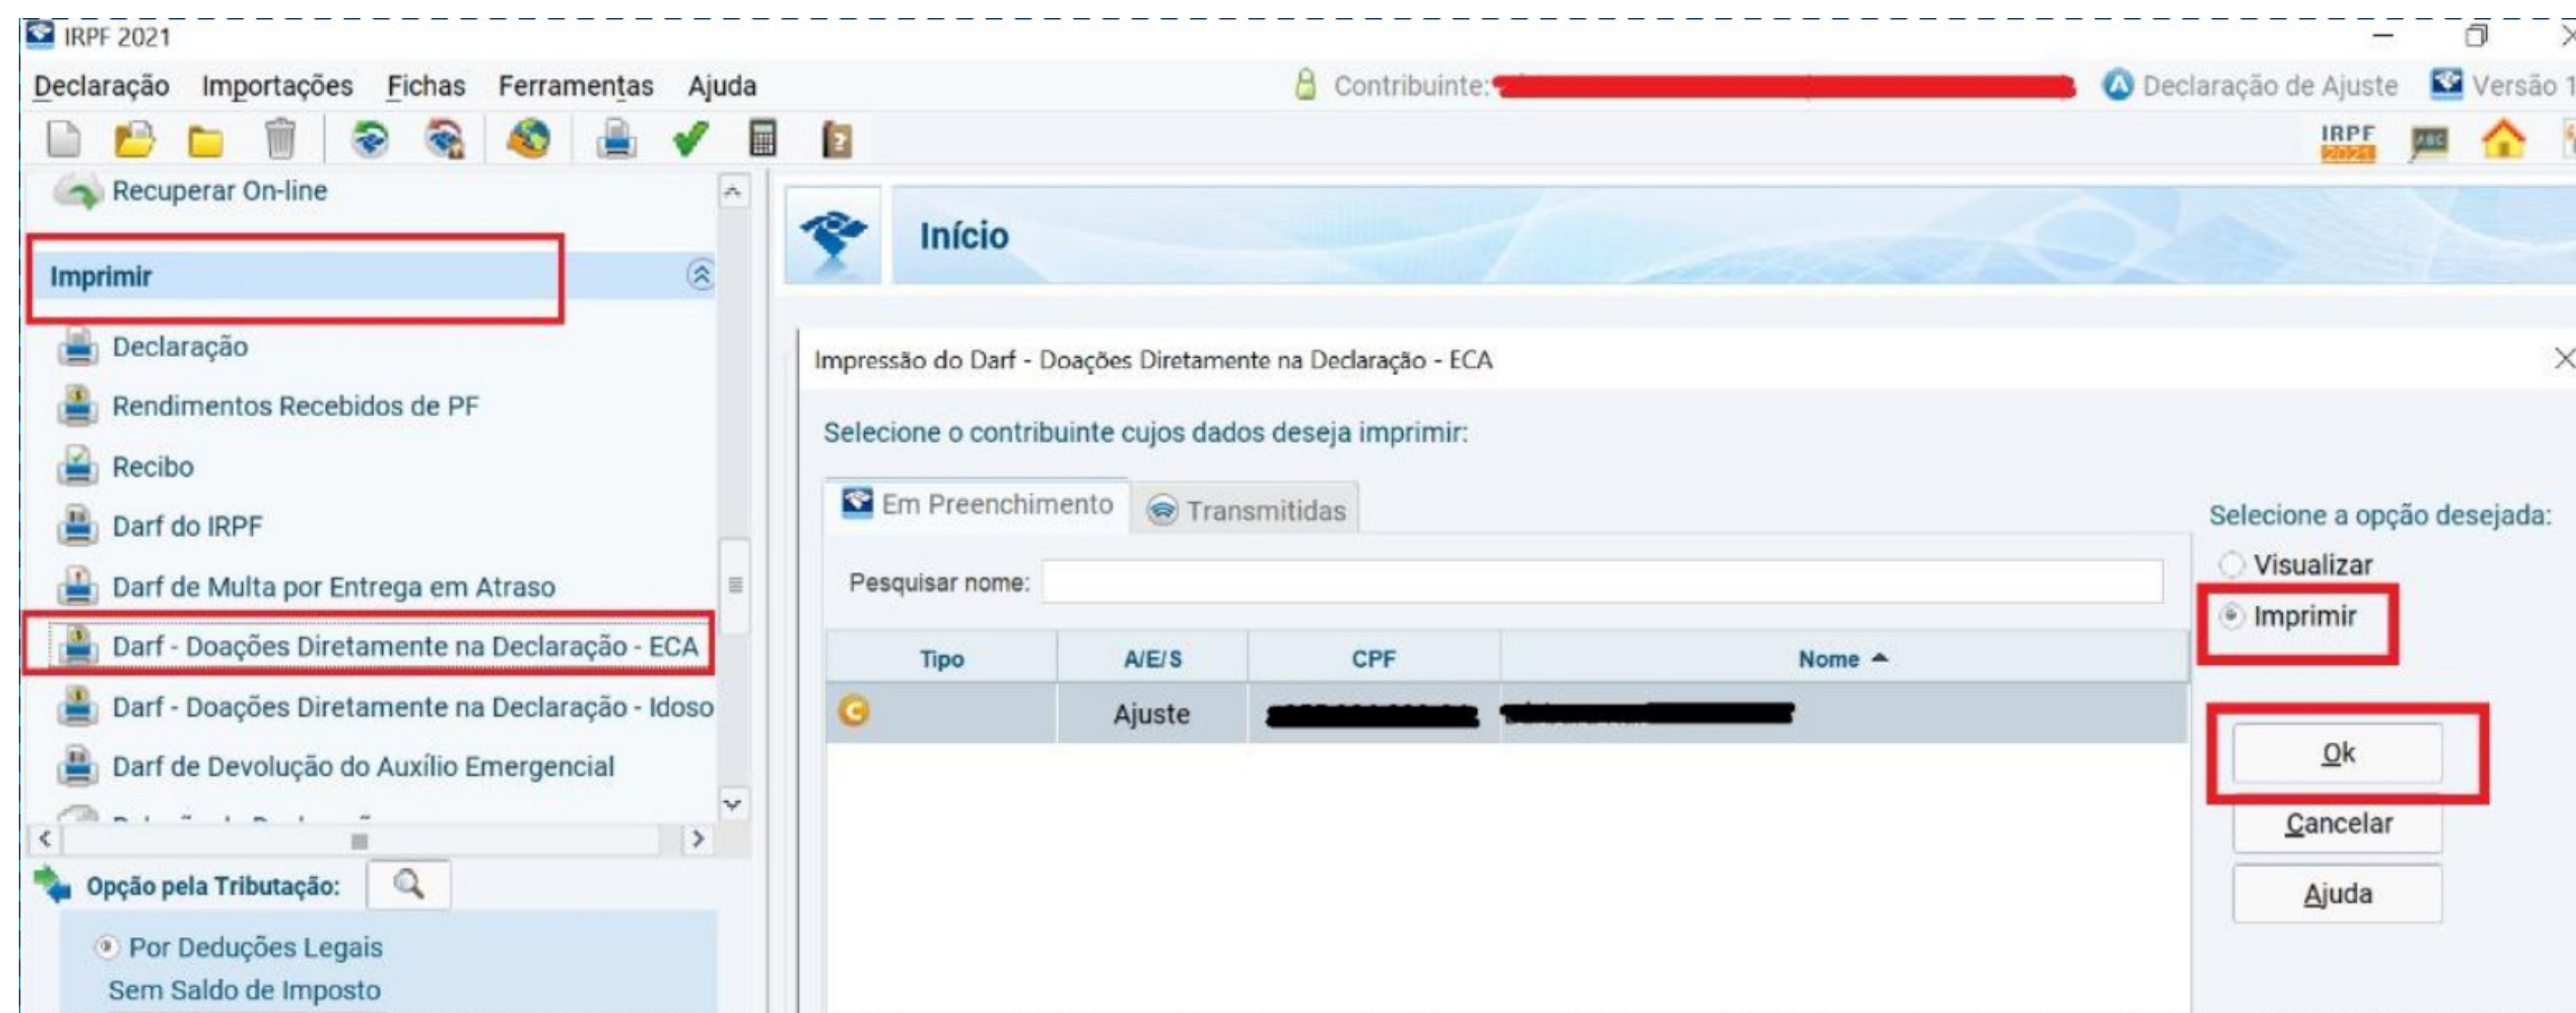 IRPF 2021
Declaração Importações Fichas Ferramentas Ajuda
Contribuinte:
Declaração de Ajuste
Versão 1
IRPF
2021
ABC
Recuperar On-line
Imprimir
Declaração
Rendimentos Recebidos de PF
Recibo
Darf do IRPF
Darf de Multa por Entrega em Atraso
Darf - Doações Diretamente na Declaração - ECA
Darf - Doações Diretamente na Declaração - Idoso
Darf de Devolução do Auxílio Emergencial
Opção pela Tributação:
Por Deduções Legais
Sem Saldo de Imposto
Início
Impressão do Darf - Doações Diretamente na Declaração - ECA
Selecione o contribuinte cujos dados deseja imprimir:
Em Preenchimento Transmitidas
Pesquisar nome:
Tipo A/E/S CPF Nome
Ajuste
Selecione a opção desejada:
Visualizar
Imprimir
Ok
Cancelar
Ajuda